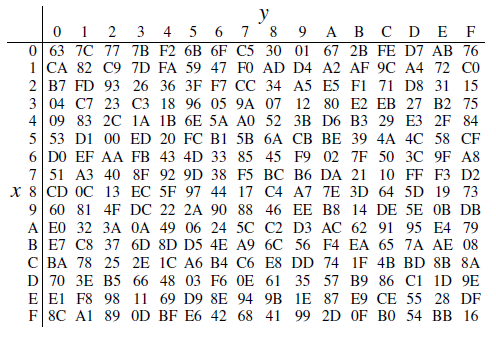 y
0 1 2 3 4 5 6 7 8 9 A B C D E F
0 63 7C 77 7B F2 6B 6F C5 30 01 67 2B FE D7 AB 76
1 CA 82 C9 7D FA 59 47 F0 AD D4 A2 AF 9C A4 72 C0
2 B7 FD 93 26 36 3F F7 CC 34 A5 E5 F1 71 D8 31 15
3 04 C7 23 C3 18 96 05 9A 07 12 80 E2 EB 27 B2 75
4 09 83 2C 1A 1B 6E 5A A0 52 3B D6 B3 29 E3 2F 84
5 53 D1 00 ED 20 FC B1 5B 6A CB BE 39 4A 4C 58 CF
6 D0 EF AA FB 43 4D 33 85 45 F9 02 7F 50 3C 9F A8
7 51 A3 40 8F 92 9D 38 F5 BC B6 DA 21 10 FF F3 D2
x 8 CD 0C 13 EC 5F 97 44 17 C4 A7 7E 3D 64 5D 19 73
9 60 81 4F DC 22 2A 90 88 46 EE B8 14 DE 5E 0B DB
A E0 32 3A 0A 49 06 24 5C C2 D3 AC 62 91 95 E4 79
B E7 C8 37 6D 8D D5 4E A9 6C 56 F4 EA 65 7A AE 08
C BA 78 25 2E 1C A6 B4 C6 E8 DD 74 1F 4B BD 8B 8A
D 70 3E B5 66 48 03 F6 0E 61 35 57 B9 86 C1 1D 9E
E E1 F8 98 11 69 D9 8E 94 9B 1E 87 E9 CE 55 28 DF
F 8C A1 89 0D BF E6 42 68 41 99 2D 0F B0 54 BB 16